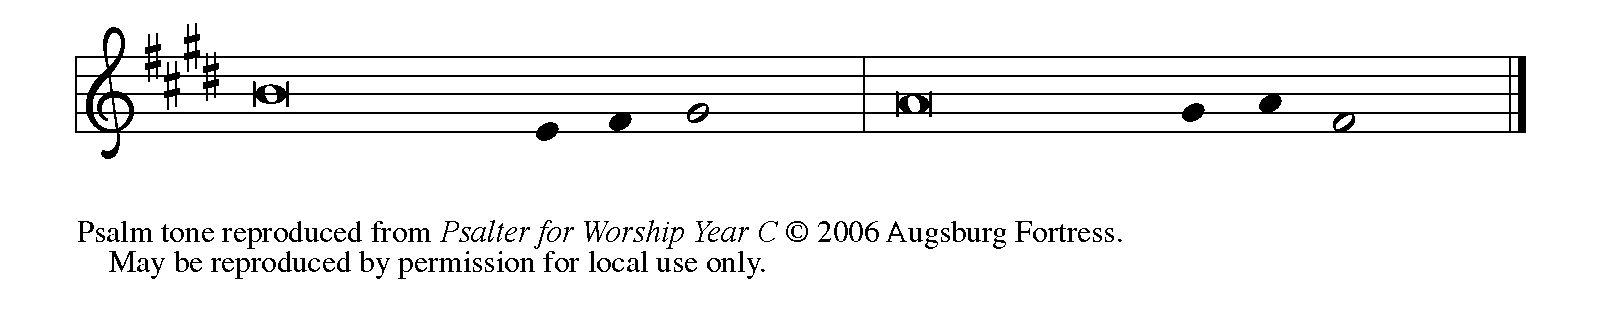 Psalm tone reproduced from Psalter for Worship Year C © 2006 Augsburg Fortress.
May be reproduced by permission for local use only.